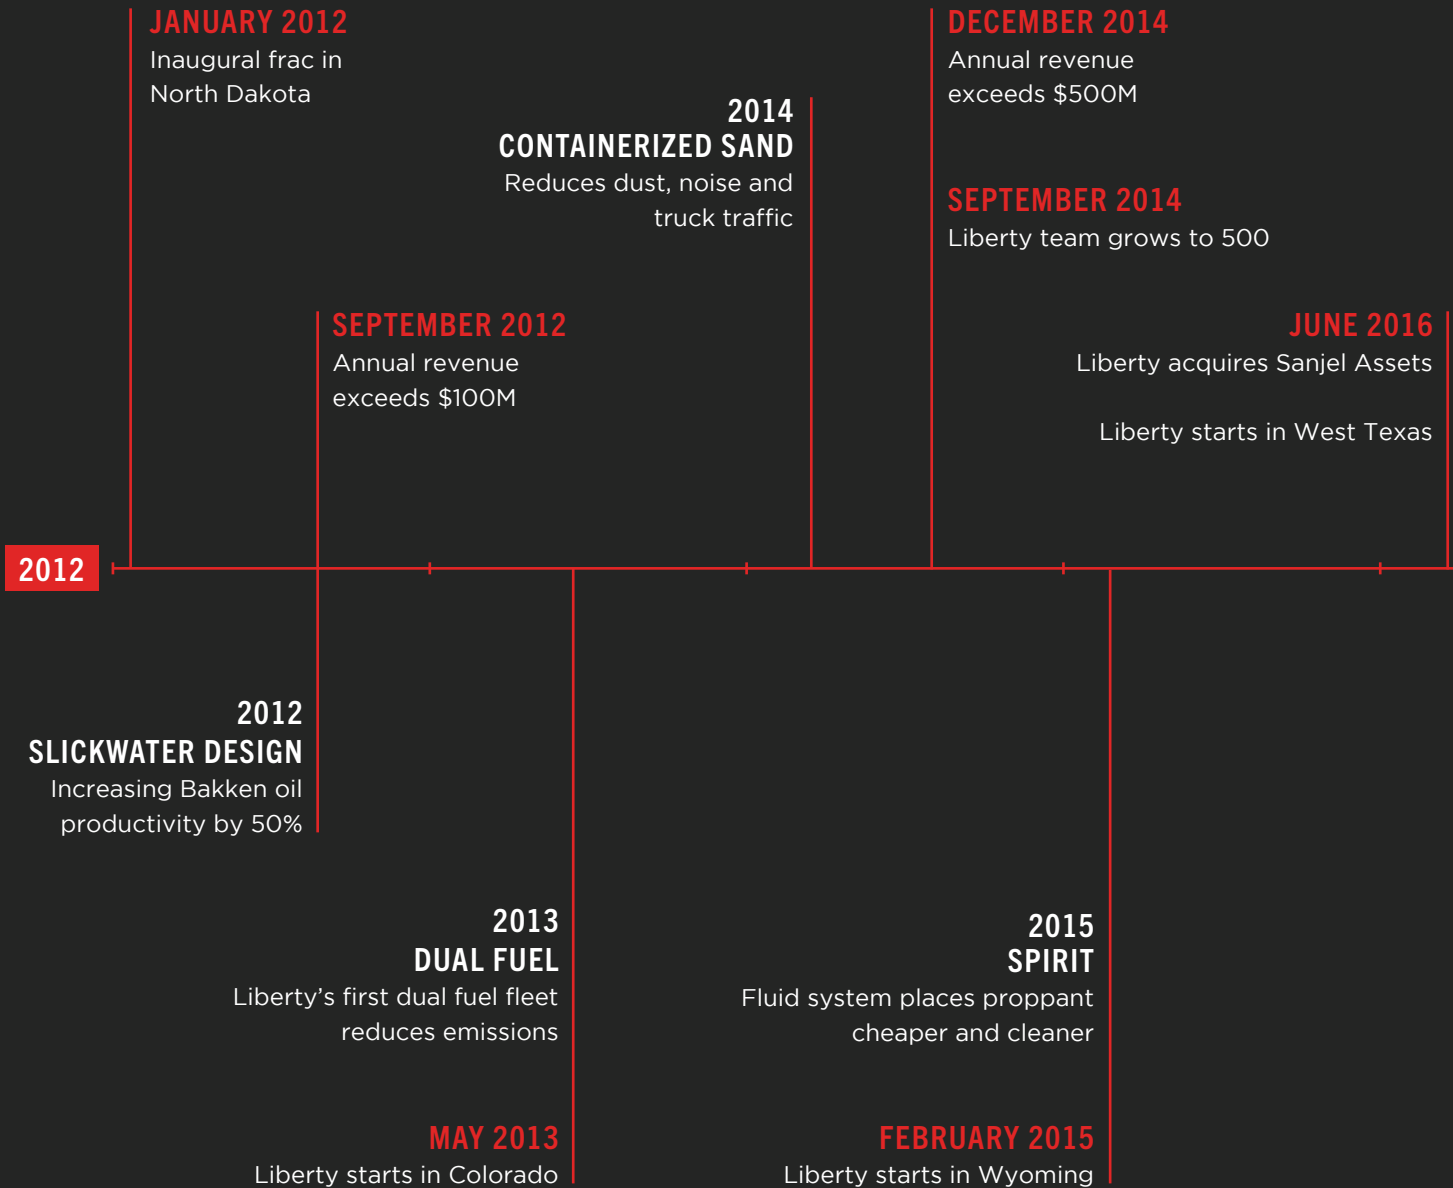 JANUARY 2012
Inaugural frac in
North Dakota
2014
CONTAINERIZED SAND
Reduces dust, noise and
truck traffic
DECEMBER 2014
Annual revenue
exceeds $500M
SEPTEMBER 2014
Liberty team grows to 500
SEPTEMBER 2012
Annual revenue
exceeds $100M
JUNE 2016
Liberty acquires Sanjel Assets
Liberty starts in West Texas
2012
2012
SLICKWATER DESIGN
Increasing Bakken oil
productivity by 50%
2013
DUAL FUEL
Liberty’s first dual fuel fleet
reduces emissions
MAY 2013
Liberty starts in Colorado
2015
SPIRIT
Fluid system places proppant
cheaper and cleaner
FEBRUARY 2015
Liberty starts in Wyoming